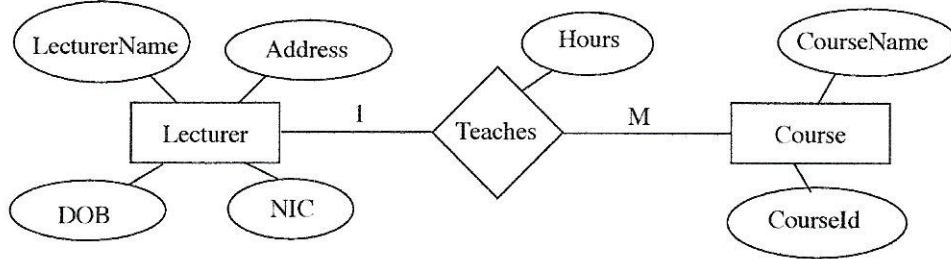 LecturerName
Address
Hours
CourseName
Lecturer
1
Teaches
M
Course
DOB
NIC
CourseId